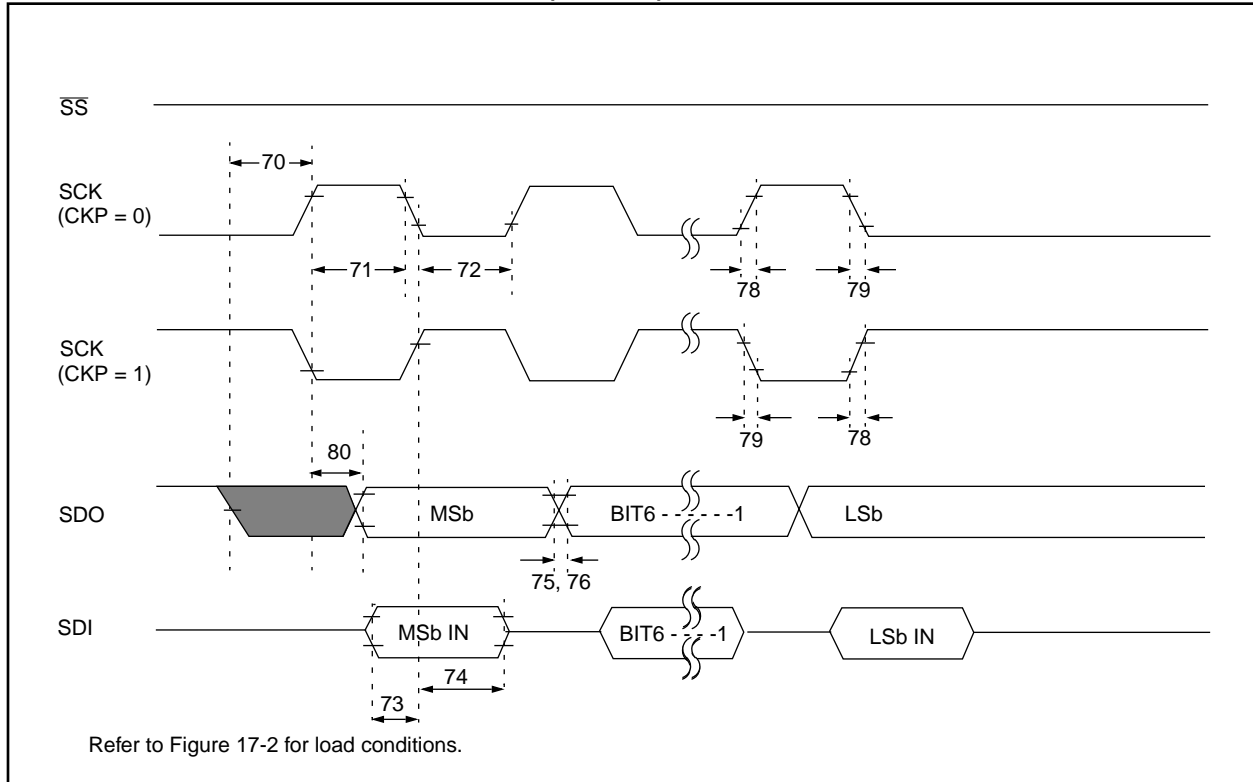 SS
70
SCK
(CKP = 0)
71
72
78
79
SCK
(CKP = 1)
79
78
80
SDO
MSb
BIT6 - - - - - -1
LSb
75, 76
SDI
MSb IN
BIT6 - - - - -1
LSb IN
74
73
Refer to Figure 17-2 for load conditions.